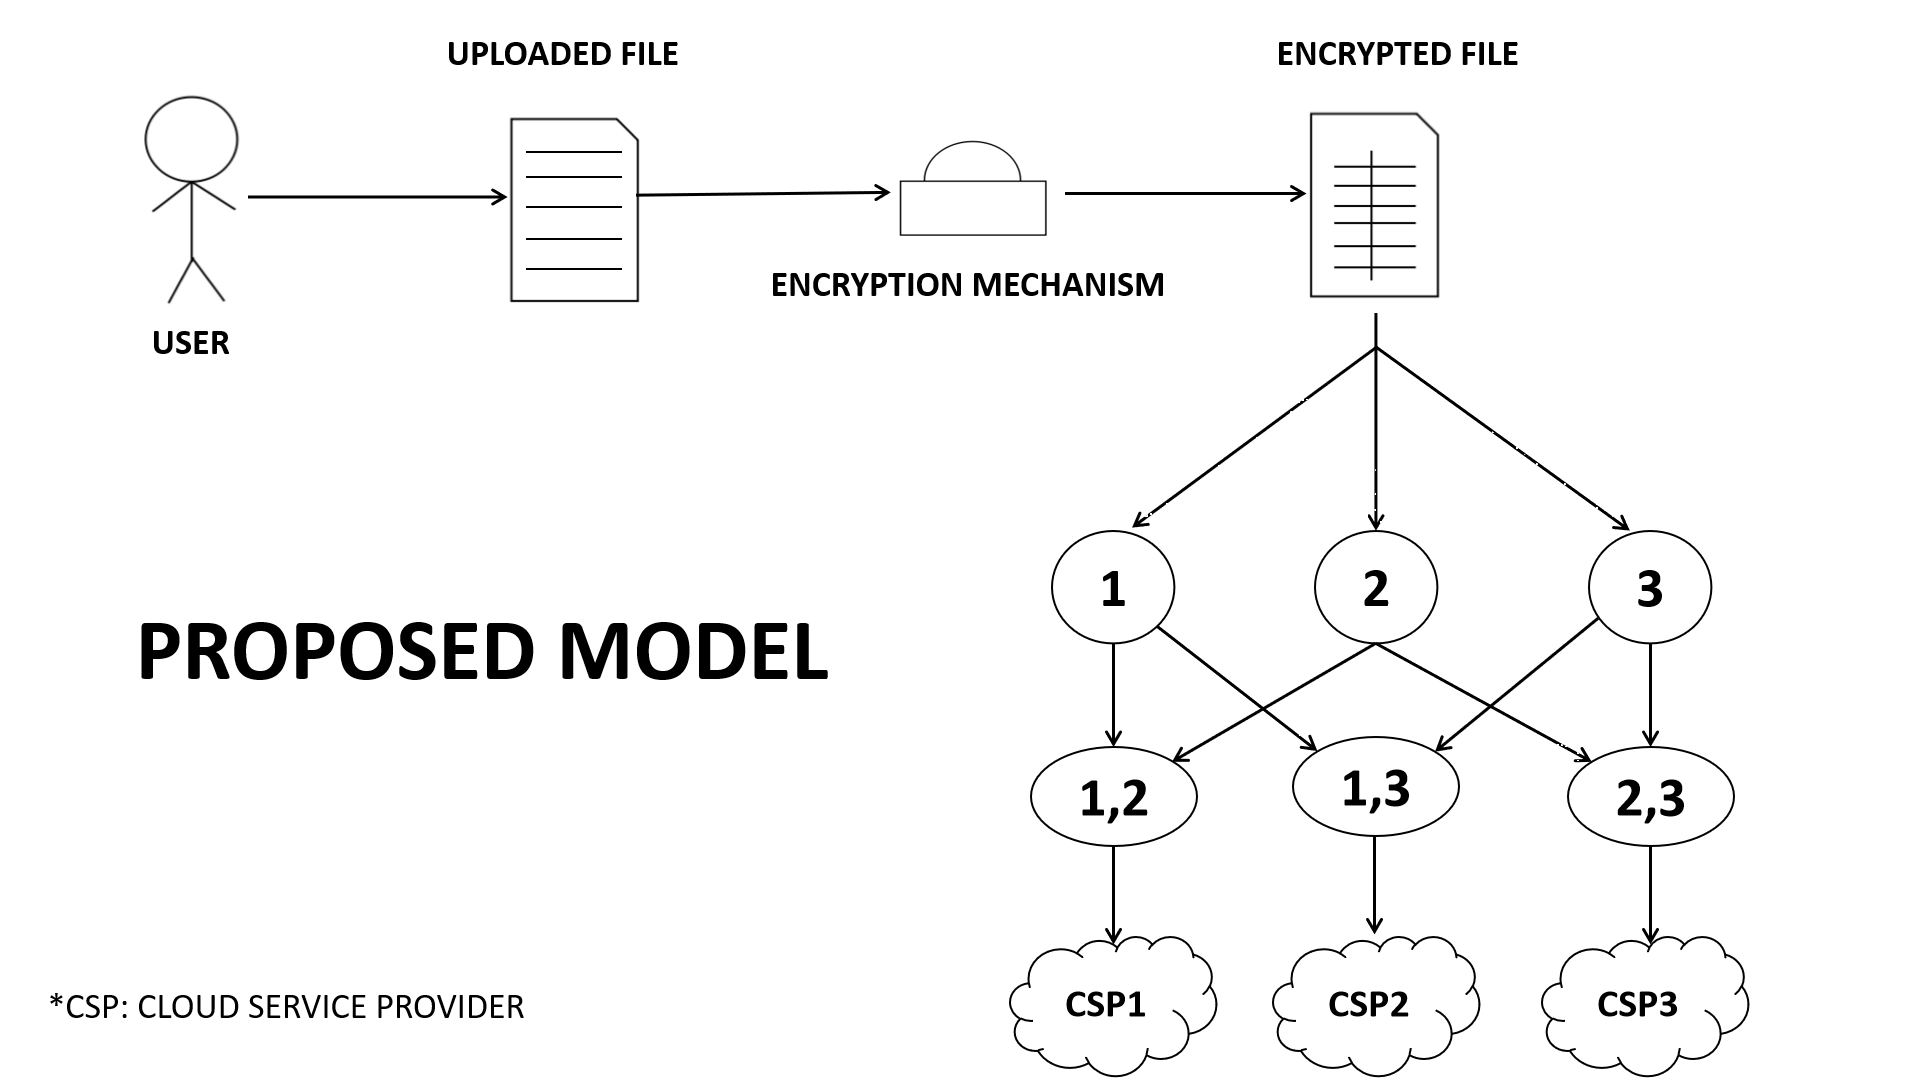 UPLOADED FILE
ENCRYPTED FILE
ENCRYPTION MECHANISM
USER
1
2
3
PROPOSED MODEL
1,2
1,3
2,3
CSP1
CSP2
CSP3
*CSP: CLOUD SERVICE PROVIDER